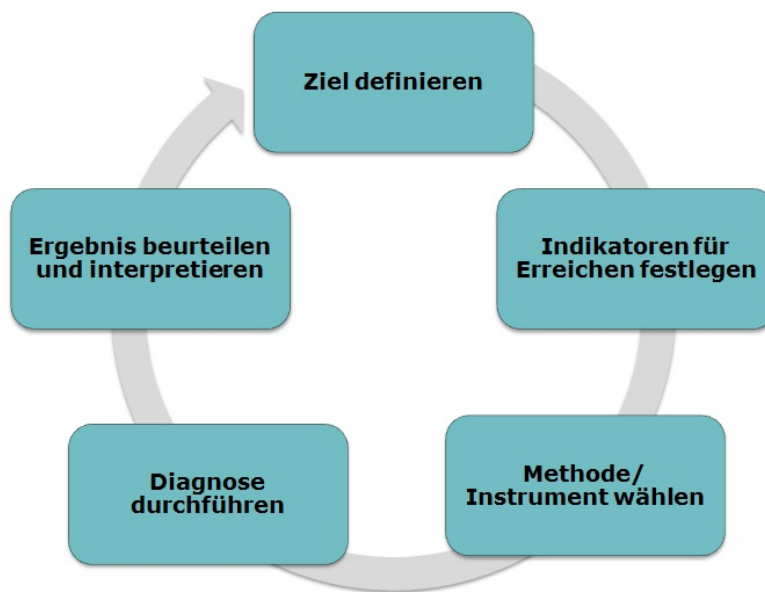 Ziel definieren
Indikatoren für
Erreichen festlegen
Methode/
Instrument wählen
Diagnose
durchführen
Ergebnis beurteilen
und interpretieren